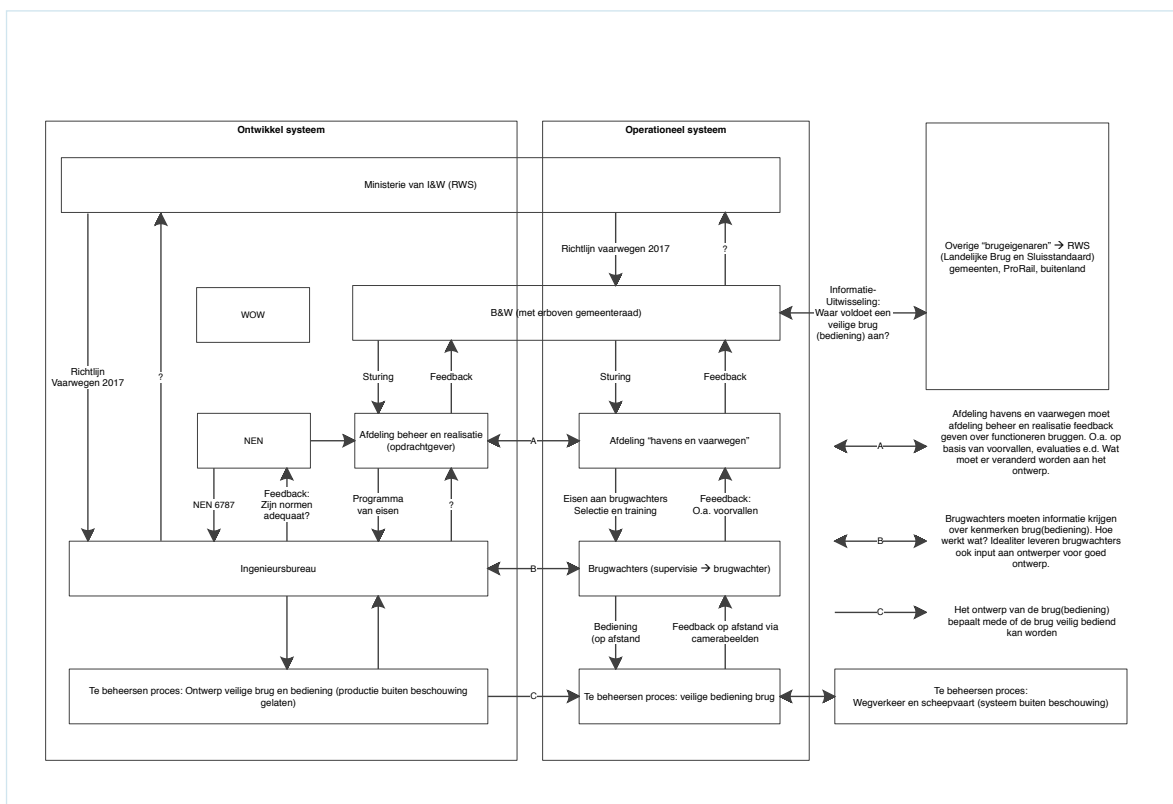 Ontwikkel systeem
Operationeel systeem
Ministerie van I&W (RWS)
Overige “brugeigenaren” → RWS
(Landelijke Brug en Sluisstandaard)
gemeenten, ProRail, buitenland
Richtlijn vaarwegen 2017
?
WOW
B&W (met erboven gemeenteraad)
Informatie-
Uitwisseling:
Waar voldoet een
veilige brug
(bediening) aan?
Richtlijn
Vaarwegen 2017
?
Sturing
Feedback
Sturing
Feedback
NEN
Afdeling beheer en realisatie
(opdrachtgever)
A
Afdeling “havens en vaarwegen”
A
Afdeling havens en vaarwegen moet
afdeling beheer en realisatie feedback
geven over functioneren bruggen. O.a. op
basis van voorvallen, evaluaties e.d. Wat
moet er veranderd worden aan het
ontwerp.
NEN 6787
Feedback:
Zijn normen
adequaat?
Programma
van eisen
?
Eisen aan brugwachters
Selectie en training
Feeedback:
O.a. voorvallen
Ingenieursbureau
B
Brugwachters (supervisie → brugwachter)
B
Brugwachters moeten informatie krijgen
over kenmerken brug(bediening). Hoe
werkt wat? Idealiter leveren brugwachters
ook input aan ontwerper voor goed
ontwerp.
Bediening
(op afstand
Feedback op afstand via
camerabeelden
C
Het ontwerp van de brug(bediening)
bepaalt mede of de brug veilig bediend
kan worden
Te beheersen proces: Ontwerp veilige brug en bediening (productie buiten beschouwing
gelaten)
C
Te beheersen proces: veilige bediening brug
Te beheersen proces:
Wegverkeer en scheepvaart (systeem buiten beschouwing)